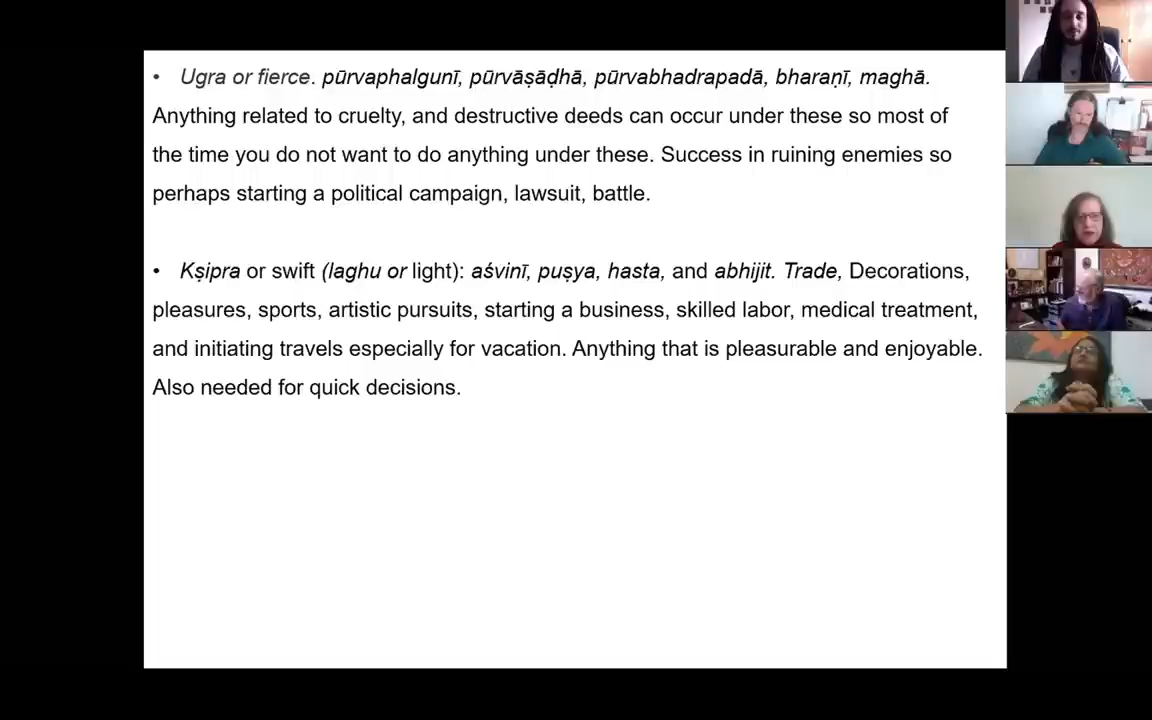 • Ugra or fierce. pūrvaphalgunī, pūrvāṣāḍhā, pūrvabhadrapadā, bharaṇī, maghā.
Anything related to cruelty, and destructive deeds can occur under these so most of
the time you do not want to do anything under these. Success in ruining enemies so
perhaps starting a political campaign, lawsuit, battle.
• Kṣipra or swift (laghu or light): aśvinī, puṣya, hasta, and abhijit. Trade, Decorations,
pleasures, sports, artistic pursuits, starting a business, skilled labor, medical treatment,
and initiating travels especially for vacation. Anything that is pleasurable and enjoyable.
Also needed for quick decisions.